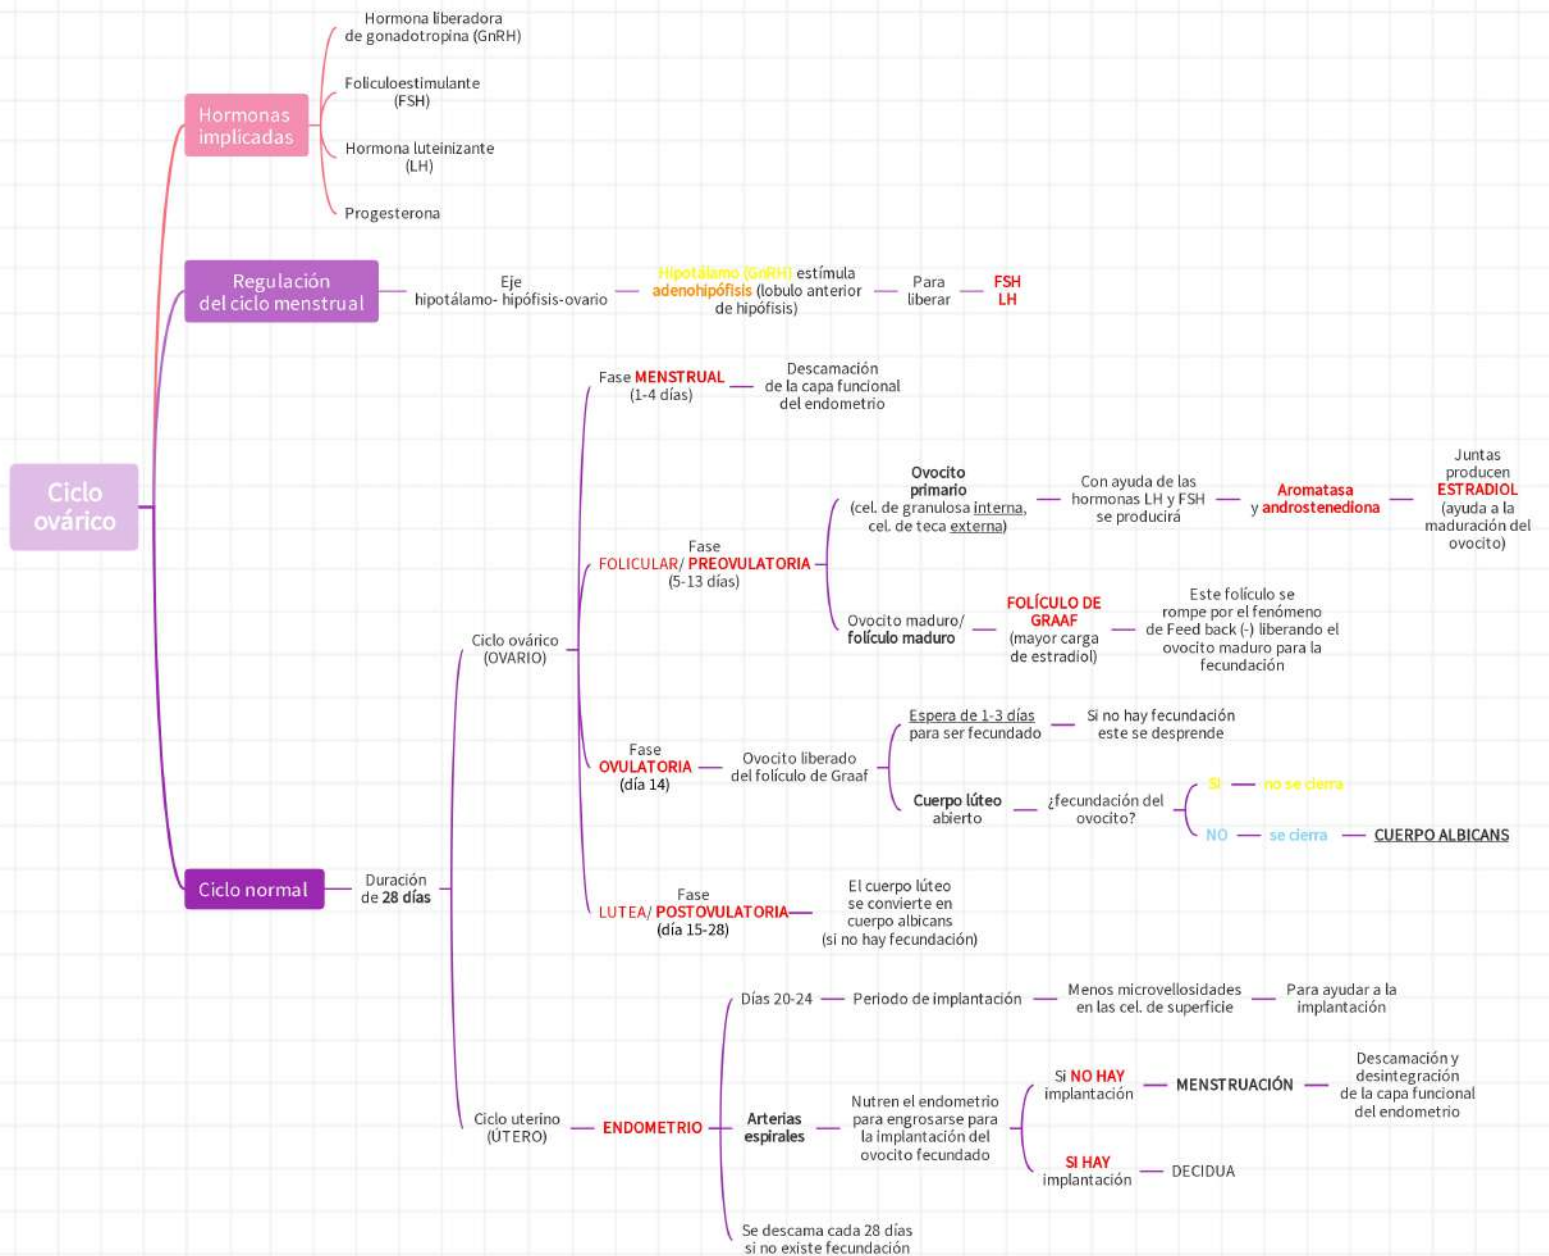 Ciclo
ovárico
Hormonas
implicadas
Hormona liberadora
de gonadotropina (GnRH)
Foliculoestimulante
(FSH)
Hormona luteinizante
(LH)
Progesterona
Regulación
del ciclo menstrual
Eje
hipotálamo- hipófisis-ovario
Hipotálamo (GnRH) estímula
adenohipófisis (lobulo anterior
de hipófisis)
Para
liberar
FSH
LH
Ciclo normal
Duración
de 28 días
Ciclo ovárico
(OVARIO)
Fase MENSTRUAL
(1-4 días)
Descamación
de la capa funcional
del endometrio
Fase
FOLICULAR/ PREOVULATORIA
(5-13 días)
Ovocito
primario
(cel. de granulosa interna,
cel. de teca externa)
Con ayuda de las
hormonas LH y FSH
se producirá
Aromatasa
y androstenediona
Juntas
producen
ESTRADIOL
(ayuda a la
maduración del
ovocito)
Ovocito maduro/
folículo maduro
FOLÍCULO DE
GRAAF
(mayor carga
de estradiol)
Este folículo se
rompe por el fenómeno
de Feed back (-) liberando el
ovocito maduro para la
fecundación
Fase
OVULATORIA
(día 14)
Ovocito liberado
del folículo de Graaf
Espera de 1-3 días
para ser fecundado
Si no hay fecundación
este se desprende
Cuerpo lúteo
abierto
¿fecundación del
ovocito?
SI
no se cierra
NO
se cierra
CUERPO ALBICANS
Fase
LUTEA/ POSTOVULATORIA
(día 15-28)
El cuerpo lúteo
se convierte en
cuerpo albicans
(si no hay fecundación)
Ciclo uterino
(ÚTERO)
ENDOMETRIO
Días 20-24
Periodo de implantación
Menos microvellosidades
en las cel. de superficie
Para ayudar a la
implantación
Arterias
espirales
Nutren el endometrio
para engrosarse para
la implantación del
ovocito fecundado
Si NO HAY
implantación
MENSTRUACIÓN
Descamación y
desintegración
de la capa funcional
del endometrio
SI HAY
implantación
DECIDUA
Se descama cada 28 días
si no existe fecundación